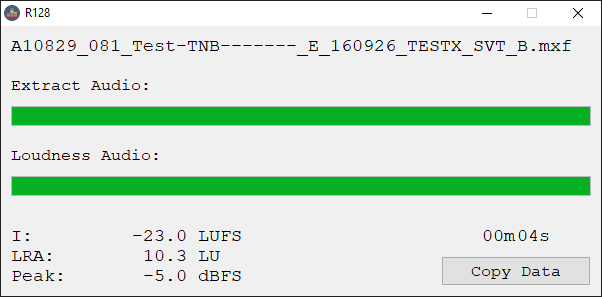 R128
A10829_081_Test-TNB-------_E_160926_TESTX_SVT_B.mxf
Extract Audio:
Loudness Audio:
I: -23.0 LUFS 00m04s
LRA: 10.3 LU
Peak: -5.0 dBFS
Copy Data